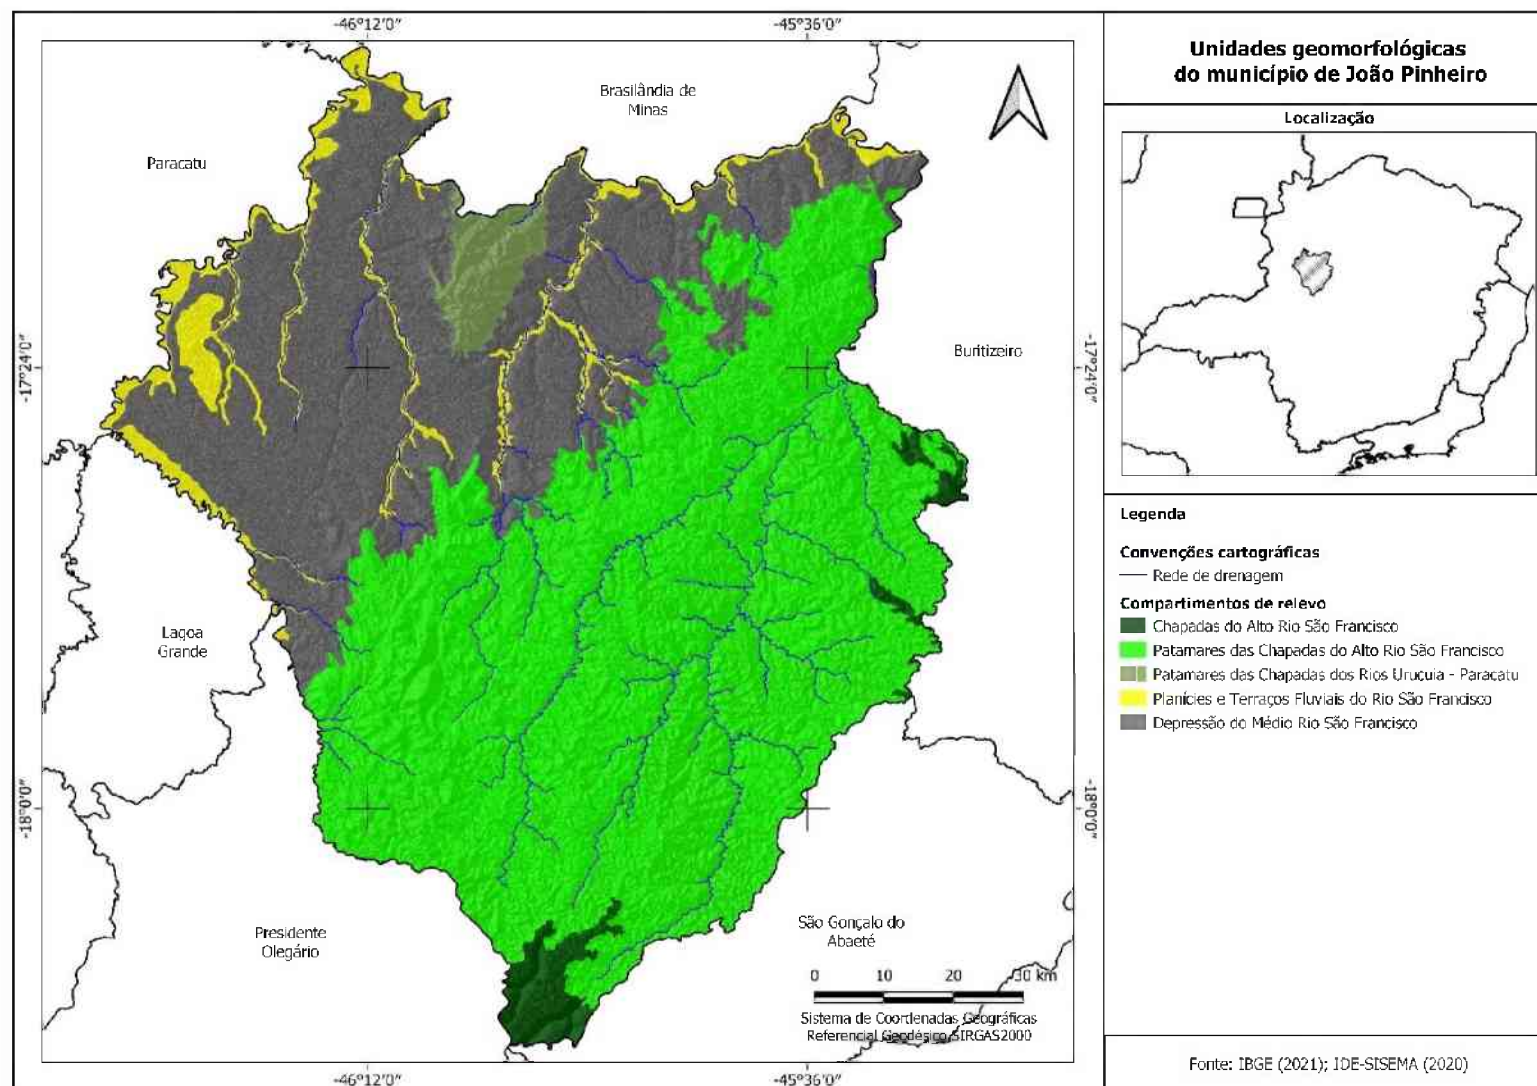 -46°12'0"
-45°36'0"
Unidades geomorfológicas
do município de João Pinheiro
Localização
Brasilândia de
Minas
Paracatu
Buritizeiro
-17°24'0"
-17°24'0"
Lagoa
Grande
Legenda
Convenções cartográficas
Rede de drenagem
Compartimentos de relevo
Chapadas do Alto Rio São Francisco
Patamares das Chapadas do Alto Rio São Francisco
Patamares das Chapadas dos Rios Urucuia - Paracatu
Planícies e Terraços Fluviais do Rio São Francisco
Depressão do Médio Rio São Francisco
-18°0'0"
-18°0'0"
Presidente
Olegário
São Gonçalo do
Abaeté
0 10 20 30 km
Sistema de Coordenadas Geográficas
Referencial Geodésico SIRGAS2000
-46°12'0"
-45°36'0"
Fonte: IBGE (2021); IDE-SISEMA (2020)